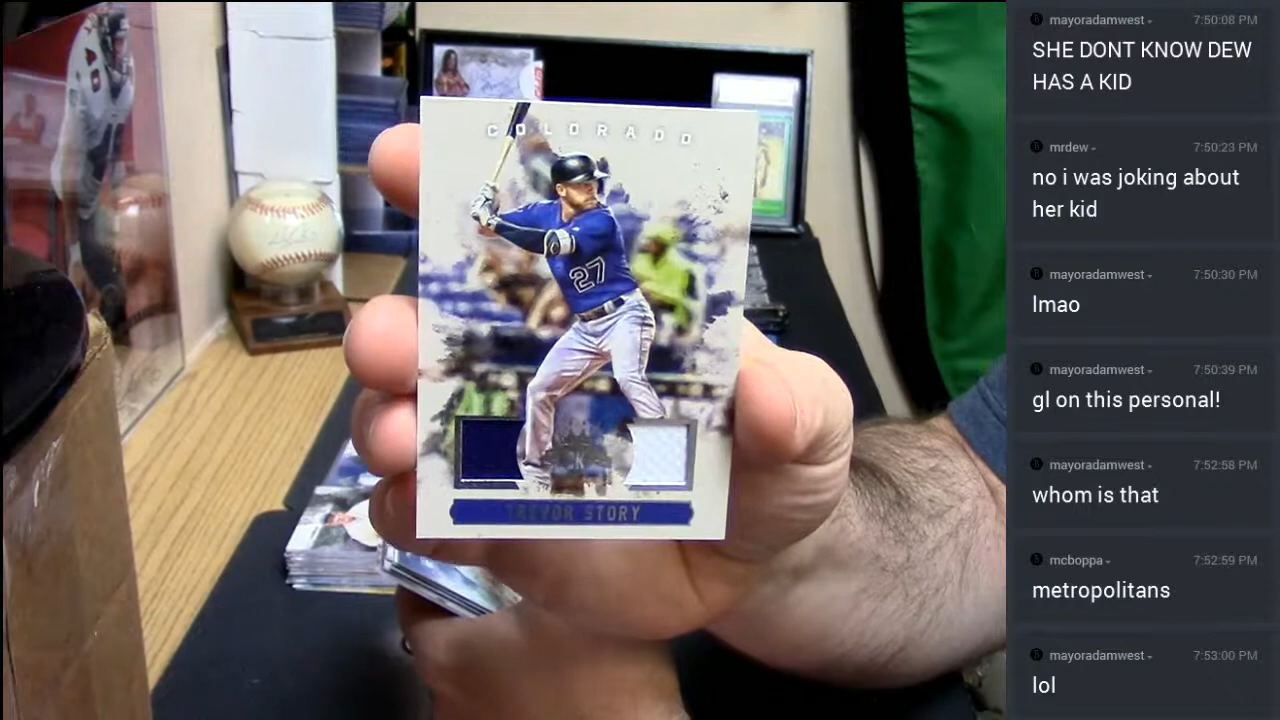 COLORADO
27
TREVOR STORY
mayoradamwest
7:50:08 PM
SHE DONT KNOW DEW
HAS A KID
mrdew
7:50:23 PM
no i was joking about
her kid
mayoradamwest
7:50:30 PM
lmao
mayoradamwest
7:50:39 PM
gl on this personal!
mayoradamwest
7:52:58 PM
whom is that
mcboppa
7:52:59 PM
metropolitans
mayoradamwest
7:53:00 PM
lol